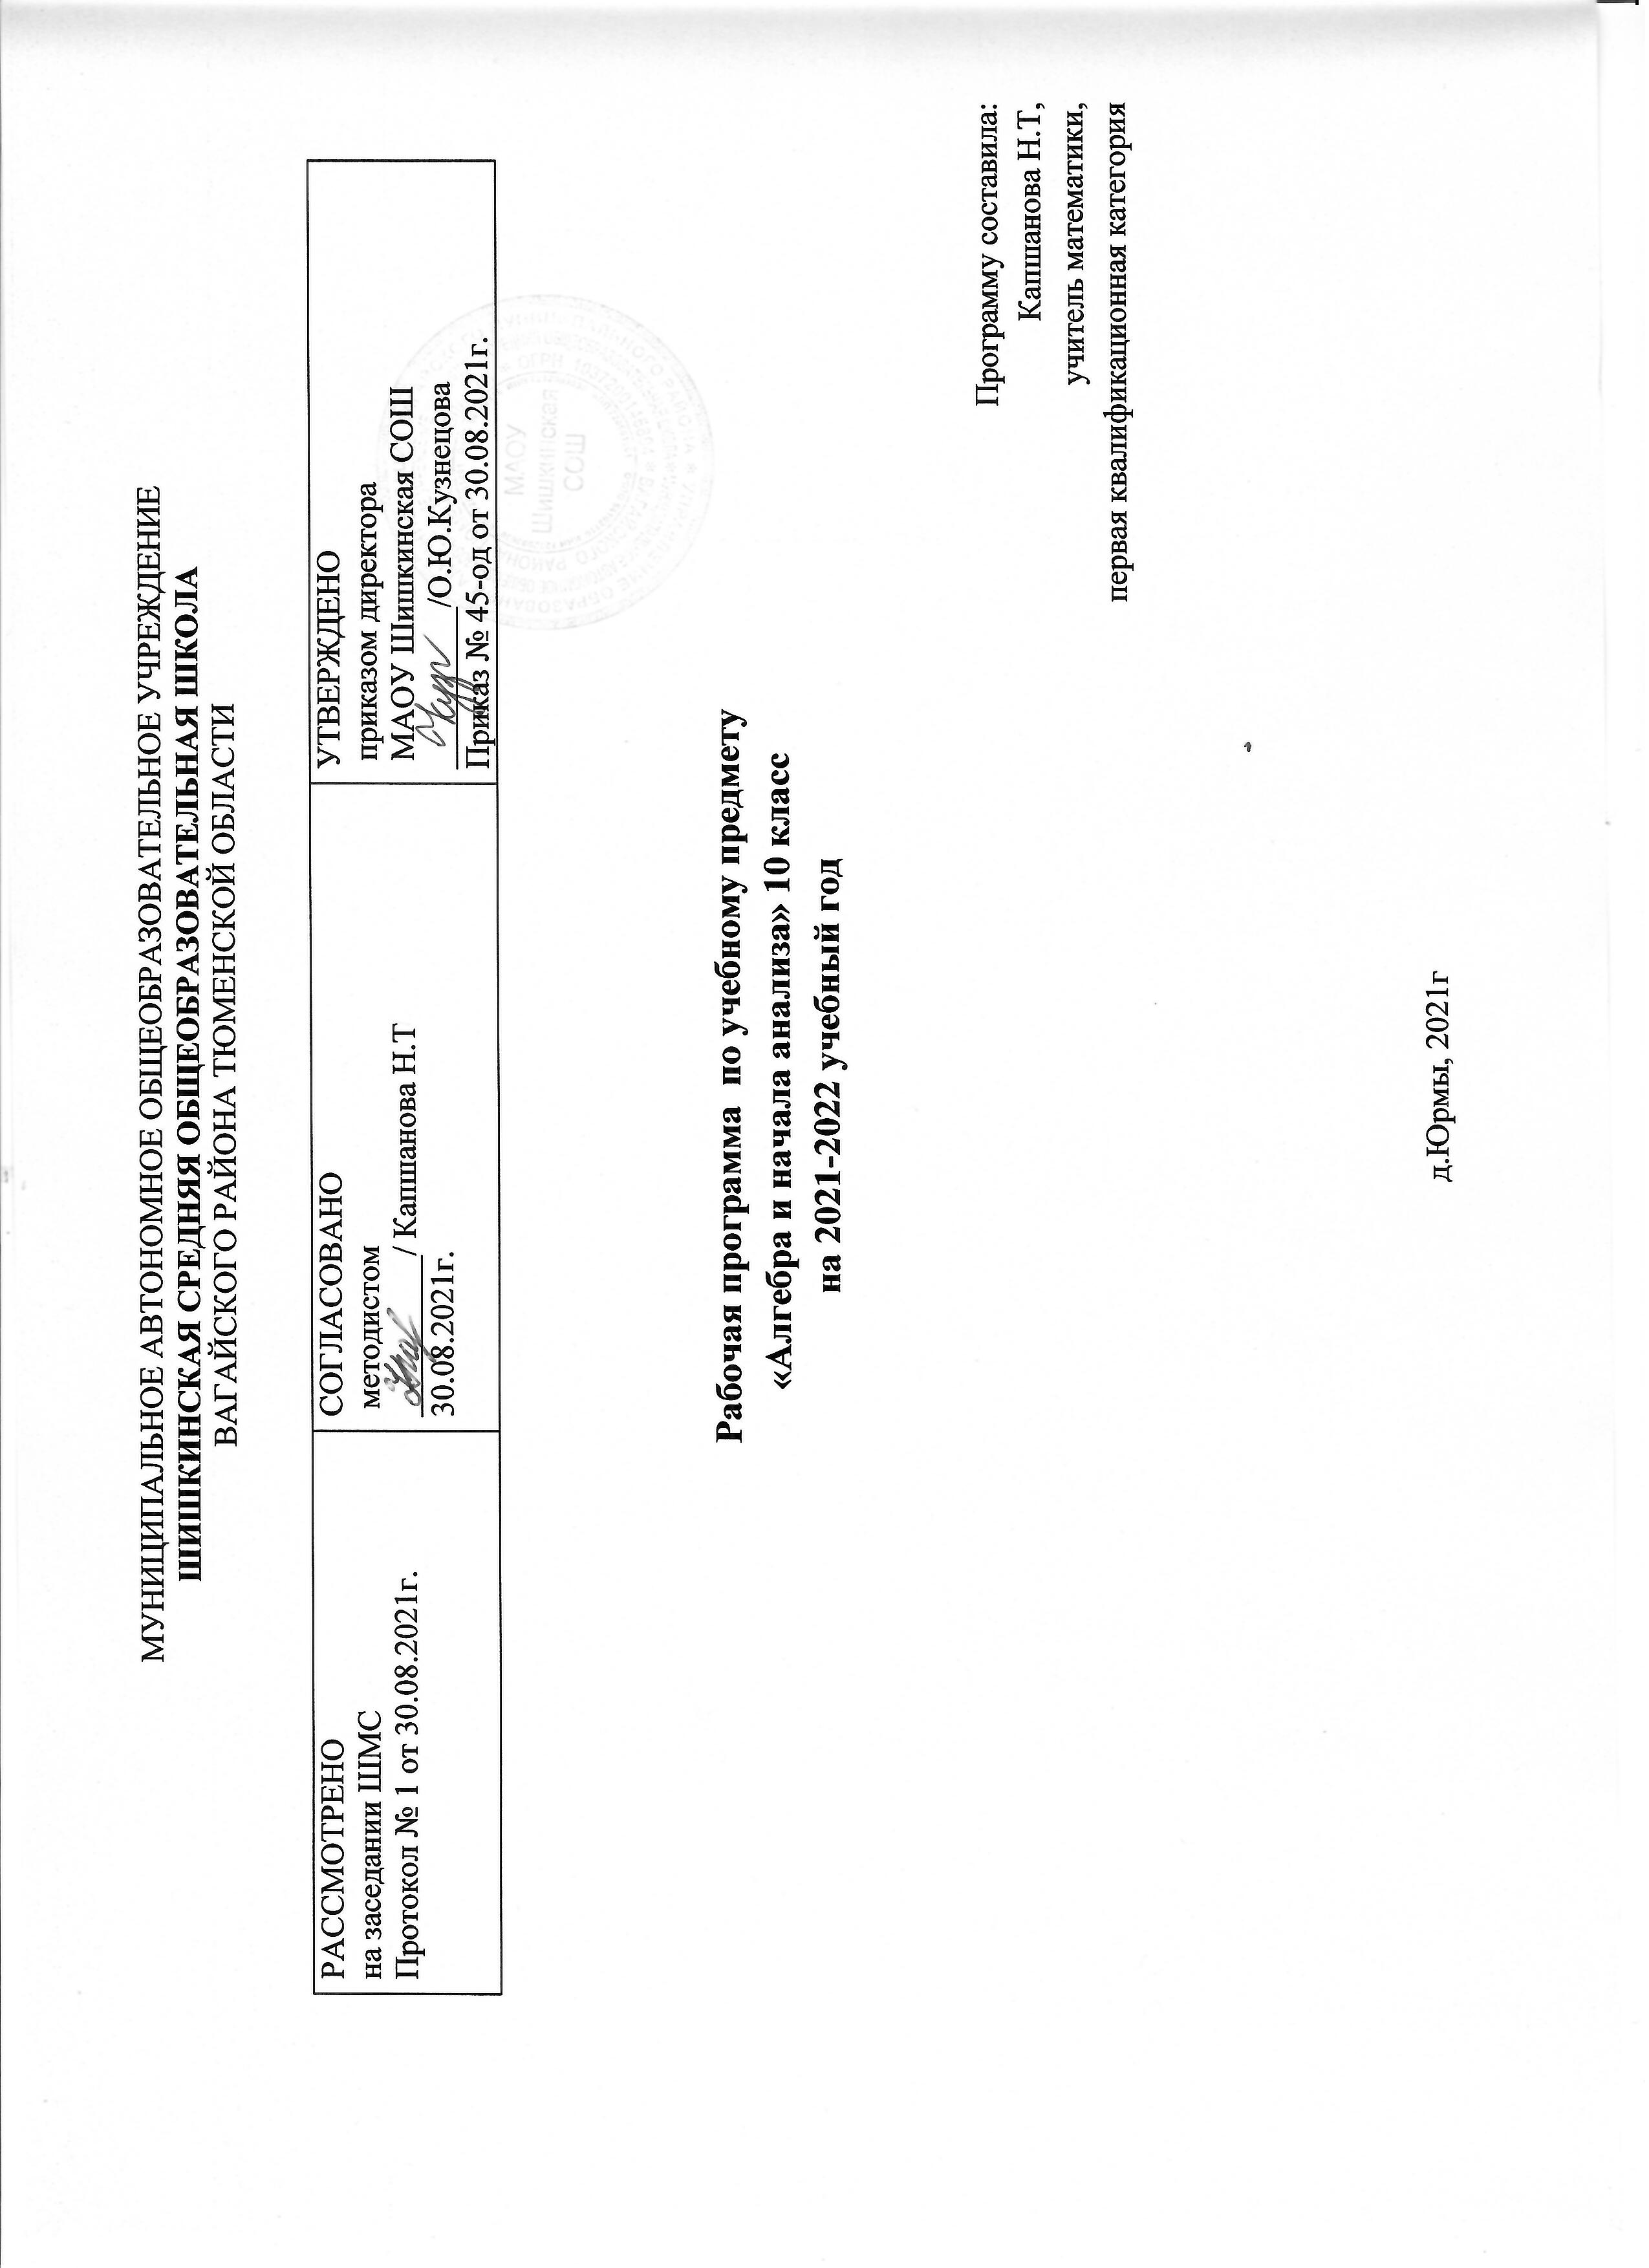 МУНИЦИПАЛЬНОЕ АВТОНОМНОЕ ОБЩЕОБРАЗОВАТЕЛЬНОЕ УЧРЕЖДЕНИЕ
ШИШКИНСКАЯ СРЕДНЯЯ ОБЩЕОБРАЗОВАТЕЛЬНАЯ ШКОЛА
ВАГАЙСКОГО РАЙОНА ТЮМЕНСКОЙ ОБЛАСТИ
РАССМОТРЕНО
на заседании ШМС
Протокол № 1 от 30.08.2021г.
СОГЛАСОВАНО
методистом
/ Капшанова Н.Т
30.08.2021г.
УТВЕРЖДЕНО
приказом директора
МАОУ Шишкинская СОШ
/О.Ю.Кузнецова
Приказ № 45-од от 30.08.2021г.
МАОУ
Шишкинская
СОШ
Рабочая программа по учебному предмету
«Алгебра и начала анализа» 10 класс
на 2021-2022 учебный год
Программу составила:
Капшанова Н.Т,
учитель математики,
первая квалификационная категория
д.Юрмы, 2021г